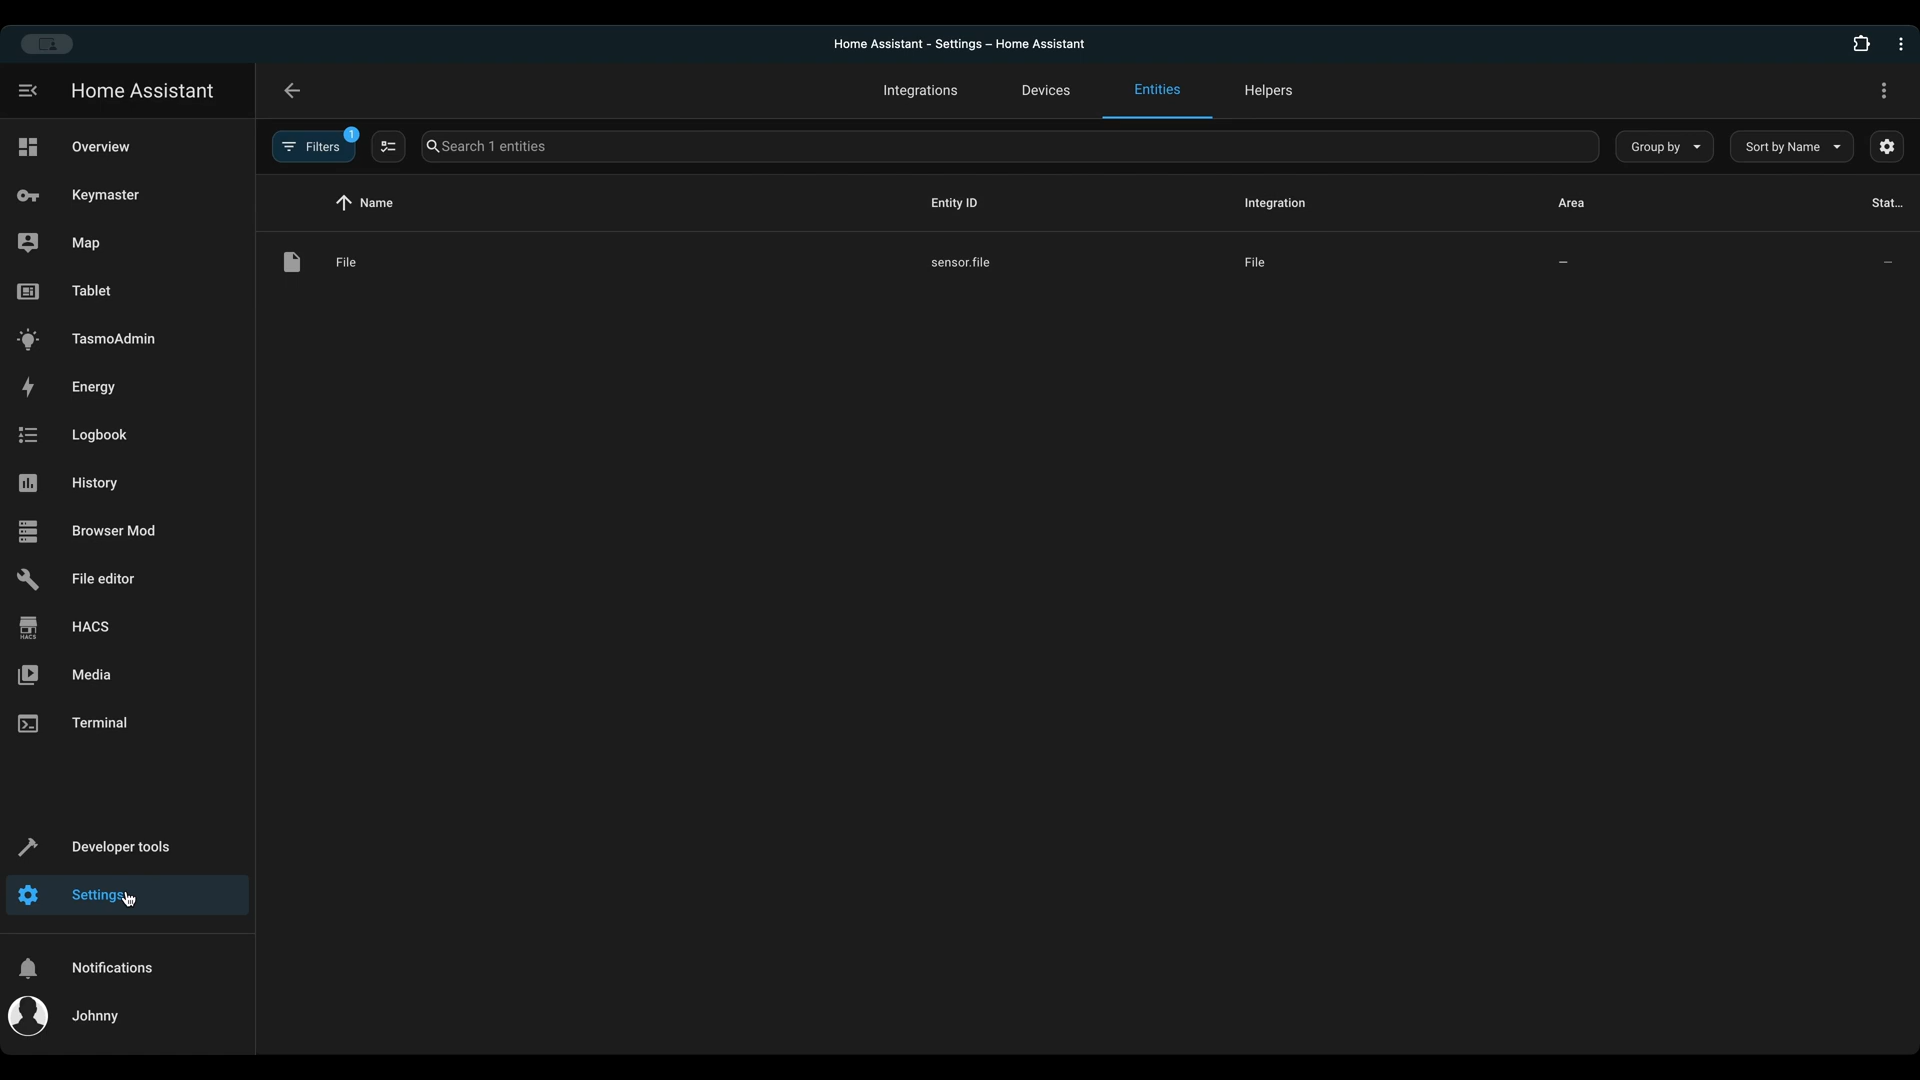 Home Assistant - Settings – Home Assistant
Home Assistant
Integrations
Devices
Entities
Helpers
Overview
Keymaster
Map
Tablet
TasmoAdmin
Energy
Logbook
History
Browser Mod
File editor
HACS
HACS
Media
Terminal
Developer tools
Settings
Notifications
Johnny
Filters
1
Search 1 entities
Group by
Sort by Name
Name
Entity ID
Integration
Area
Stat...
File
sensor.file
File
—
—